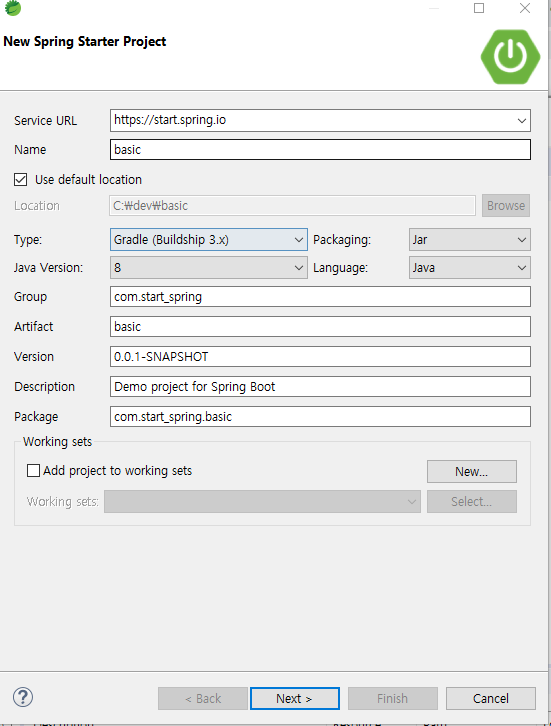 New Spring Starter Project
Service URL https://start.spring.io
Name basic
Use default location
Location C:₩dev₩basic Browse
Type: Gradle (Buildship 3.x) Packaging: Jar
Java Version: 8 Language: Java
Group com.start_spring
Artifact basic
Version 0.0.1-SNAPSHOT
Description Demo project for Spring Boot
Package com.start_spring.basic
Working sets
Add project to working sets New...
Working sets: Select...
? < Back Next > Finish Cancel